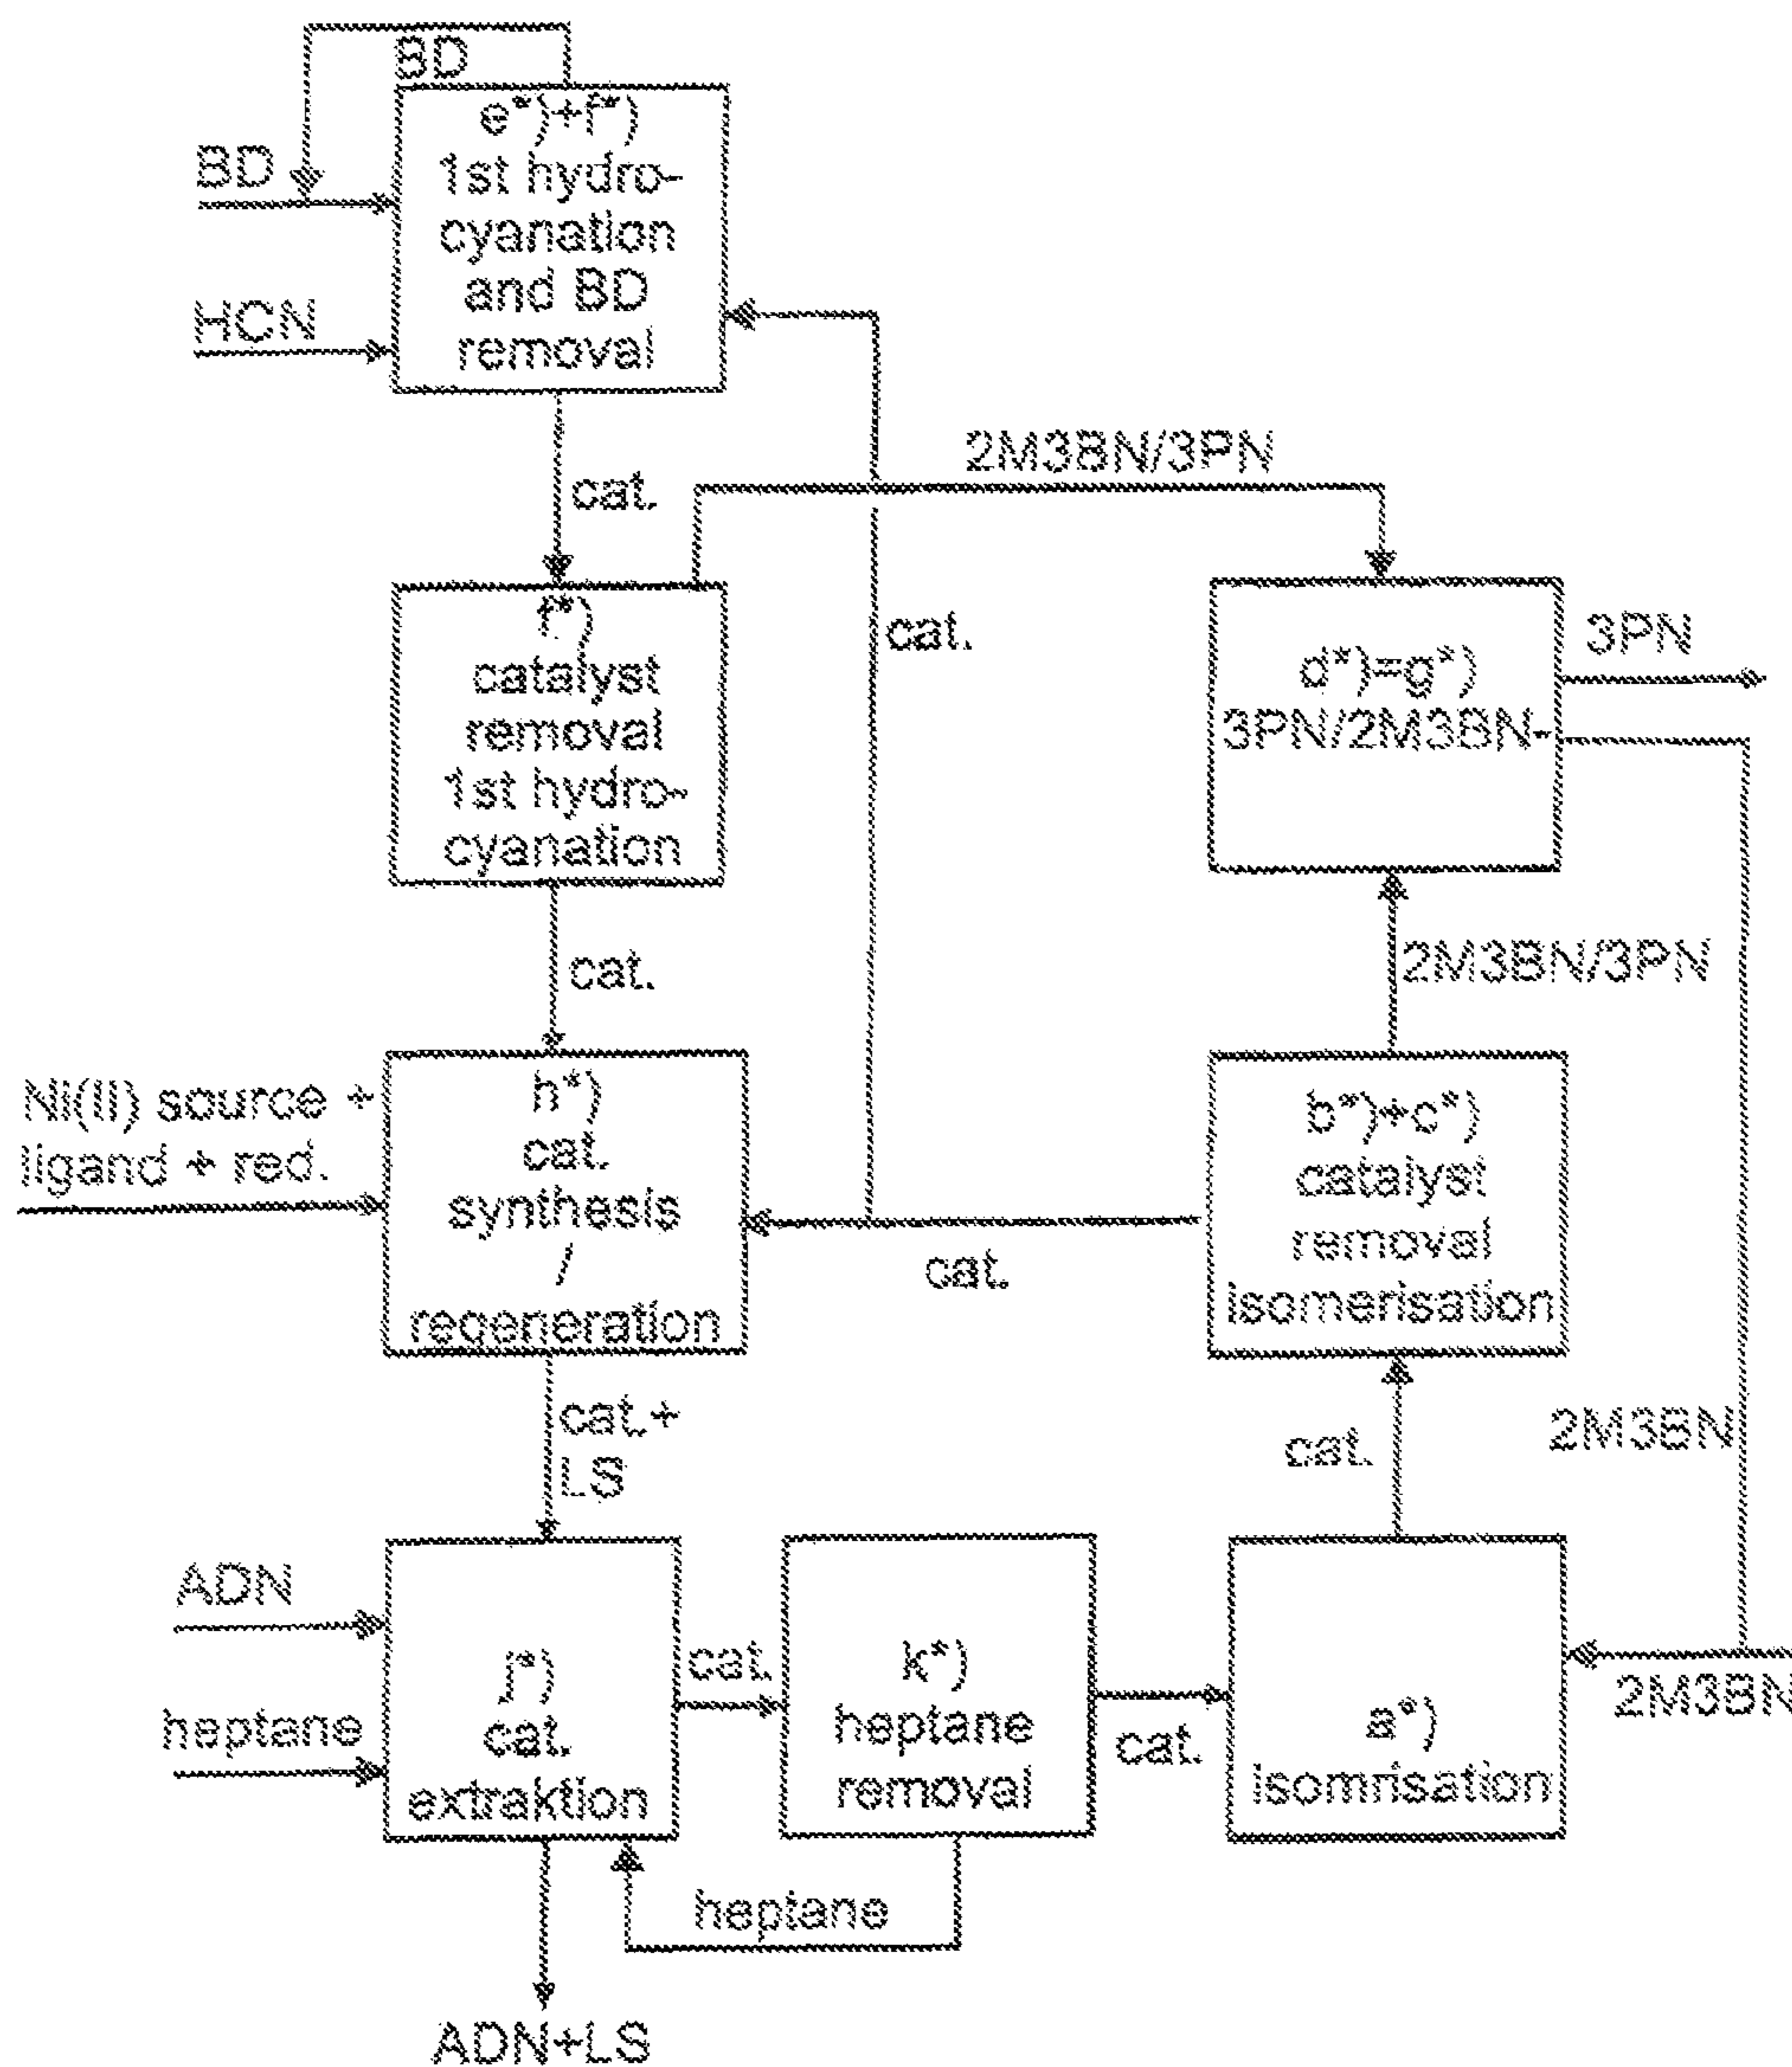 BD
BD
HCN
e*)+f*)
1st hydro-
cyanation
and BD
removal
cat.
2M3BN/3PN
f*)
catalyst
removal
1st hydro-
cyanation
cat.
d*)=g*)
3PN/2M3BN-
3PN
cat.
2M3BN/3PN
Ni(II) source +
ligand + red.
h*)
cat.
synthesis
/
regeneration
cat.
b*)+c*)
catalyst
removal
isomerisation
cat.+
LS
cat.
2M3BN
ADN
heptane
j*)
cat.
extraktion
cat.
k*)
heptane
removal
cat.
a*)
isomrisation
2M3BN
heptane
ADN+LS